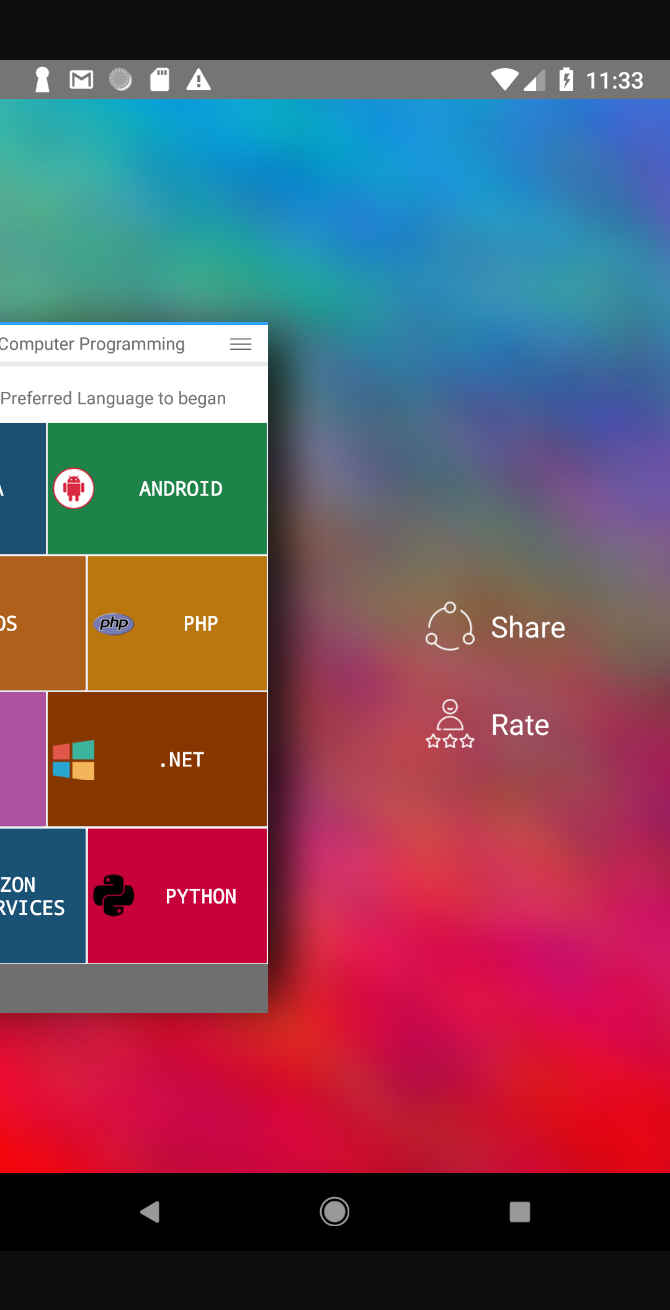 11:33
Computer Programming
Preferred Language to began
A
ANDROID
OS
php
PHP
.NET
ZON
RVICES
PYTHON
Share
Rate